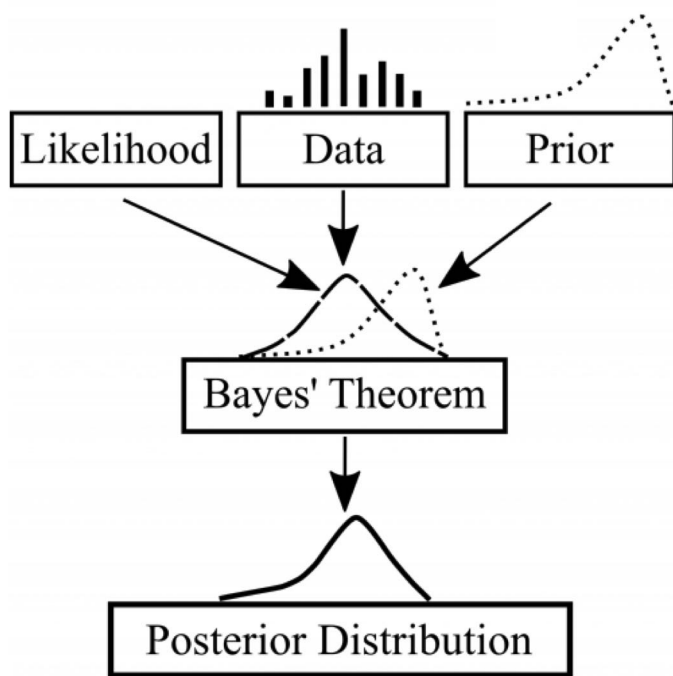 Likelihood
Data
Prior
Bayes' Theorem
Posterior Distribution